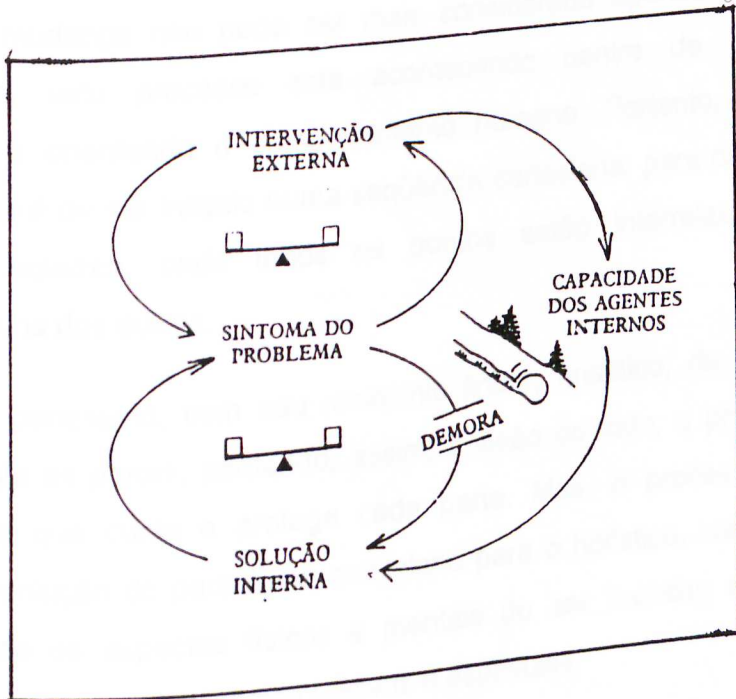 INTERVENÇÃO
EXTERNA
CAPACIDADE
DOS AGENTES
INTERNOS
SINTOMA DO
PROBLEMA
DEMORA
SOLUÇÃO
INTERNA